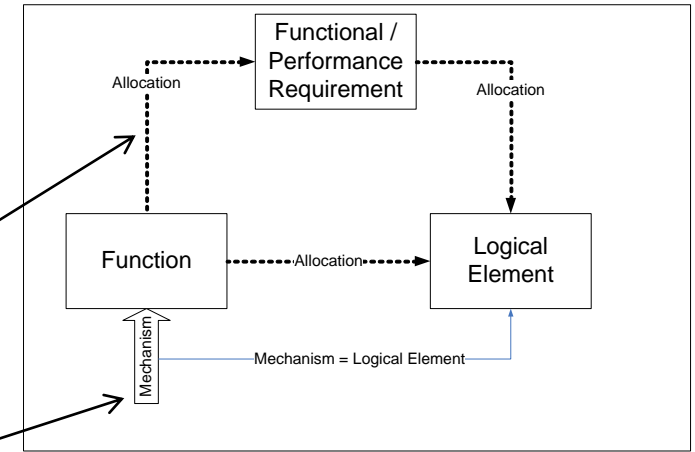 Functional /
Performance
Requirement
Allocation
Allocation
Function
Allocation
Logical
Element
Mechanism
Mechanism = Logical Element